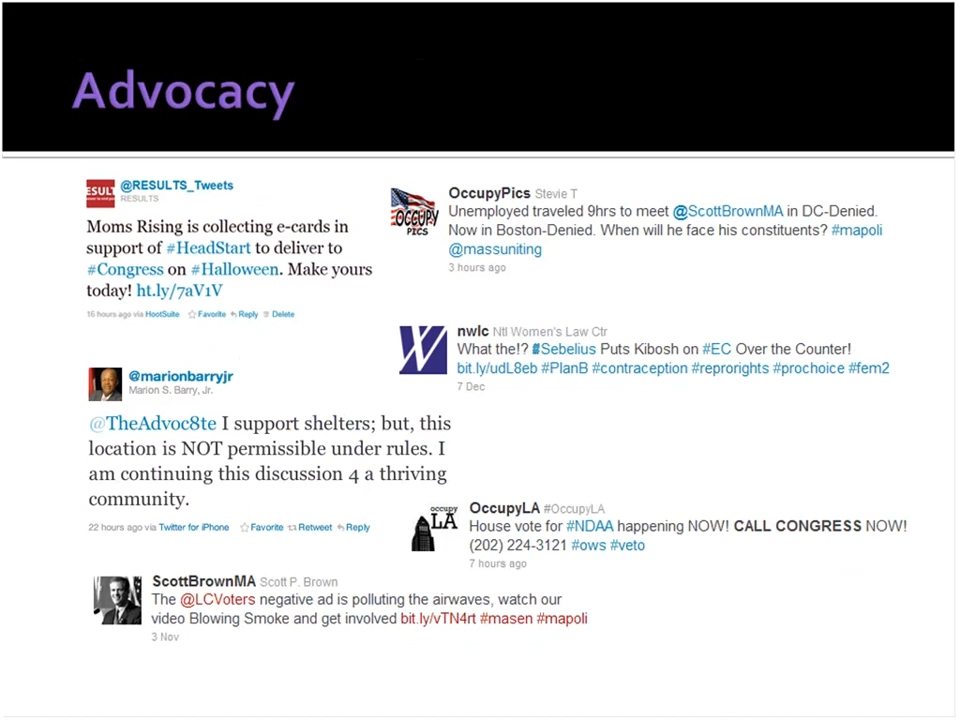 Advocacy
ESULT
@RESULTS_Tweets
RESULTS
Moms Rising is collecting e-cards in
support of #HeadStart to deliver to
#Congress on #Halloween. Make yours
today! ht.ly/7aV1V
16 hours ago via HootSuite Favorite Reply Delete
@marionbarryjr
Marion S. Barry, Jr.
@TheAdvoc8te I support shelters; but, this
location is NOT permissible under rules. I
am continuing this discussion 4 a thriving
community.
22 hours ago via Twitter for iPhone Favorite Retweet Reply
ScottBrownMA Scott P. Brown
The @LCVoters negative ad is polluting the airwaves, watch our
video Blowing Smoke and get involved bit.ly/vTN4rt #masen #mapoli
3 Nov
OCCUPY
PICS
OccupyPics Stevie T
Unemployed traveled 9hrs to meet @ScottBrownMA in DC-Denied.
Now in Boston-Denied. When will he face his constituents? #mapoli
@massuniting
3 hours ago
W
nwlc Ntl Women's Law Ctr
What the!? #Sebelius Puts Kibosh on #EC Over the Counter!
bit.ly/udL8eb #PlanB #contraception #reprorights #prochoice #fem2
7 Dec
occupy
LA
OccupyLA #OccupyLA
House vote for #NDAA happening NOW! CALL CONGRESS NOW!
(202) 224-3121 #ows #veto
7 hours ago